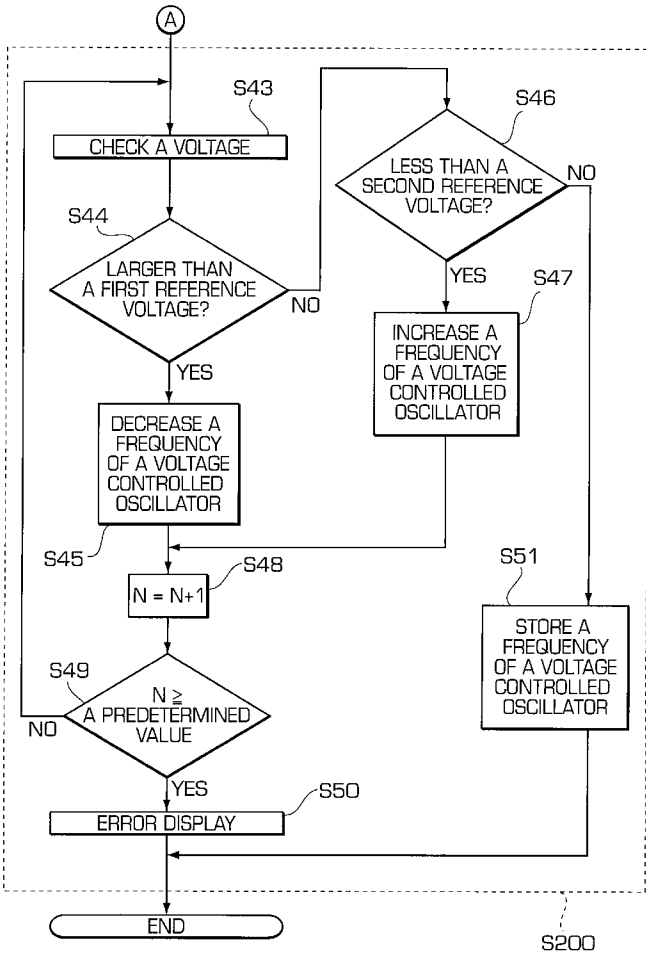 A
S43
CHECK A VOLTAGE
S44
LARGER THAN
A FIRST REFERENCE
VOLTAGE?
NO
YES
S46
LESS THAN A
SECOND REFERENCE
VOLTAGE?
NO
YES
S47
INCREASE A
FREQUENCY
OF A VOLTAGE
CONTROLLED
OSCILLATOR
DECREASE A
FREQUENCY
OF A VOLTAGE
CONTROLLED
OSCILLATOR
S45
S48
N = N+1
S51
STORE A
FREQUENCY
OF A VOLTAGE
CONTROLLED
OSCILLATOR
S49
N ≧
A PREDETERMINED
VALUE
NO
YES
S50
ERROR DISPLAY
END
S200